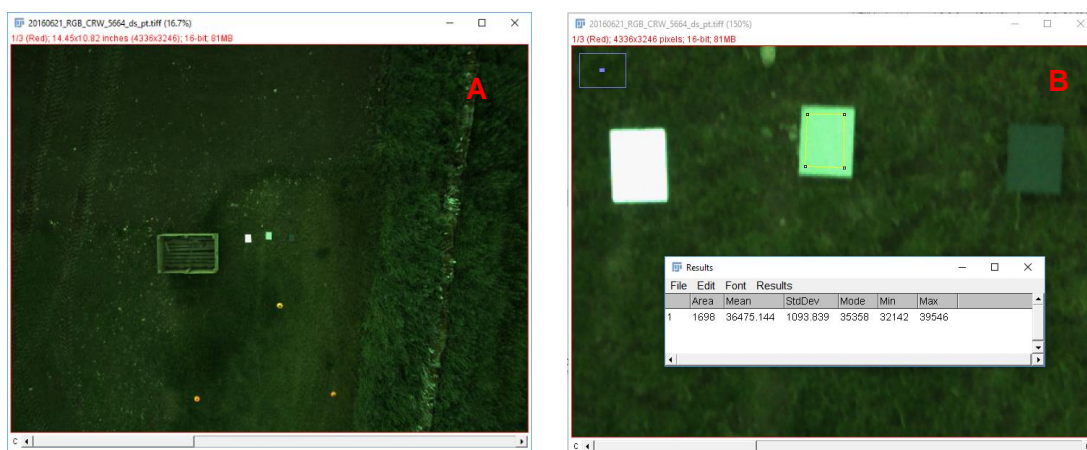 20160621_RGB_CRW_5664_ds_pt.tiff (16.7%)
1/3 (Red); 14.45x10.82 inches (4336x3246); 16-bit; 81MB
A
c
20160621_RGB_CRW_5664_ds_pt.tiff (150%)
1/3 (Red); 4336x3246 pixels; 16-bit; 81MB
B
Results
File Edit Font Results
Area Mean StdDev Mode Min Max
1 1698 36475.144 1093.839 35358 32142 39546
c